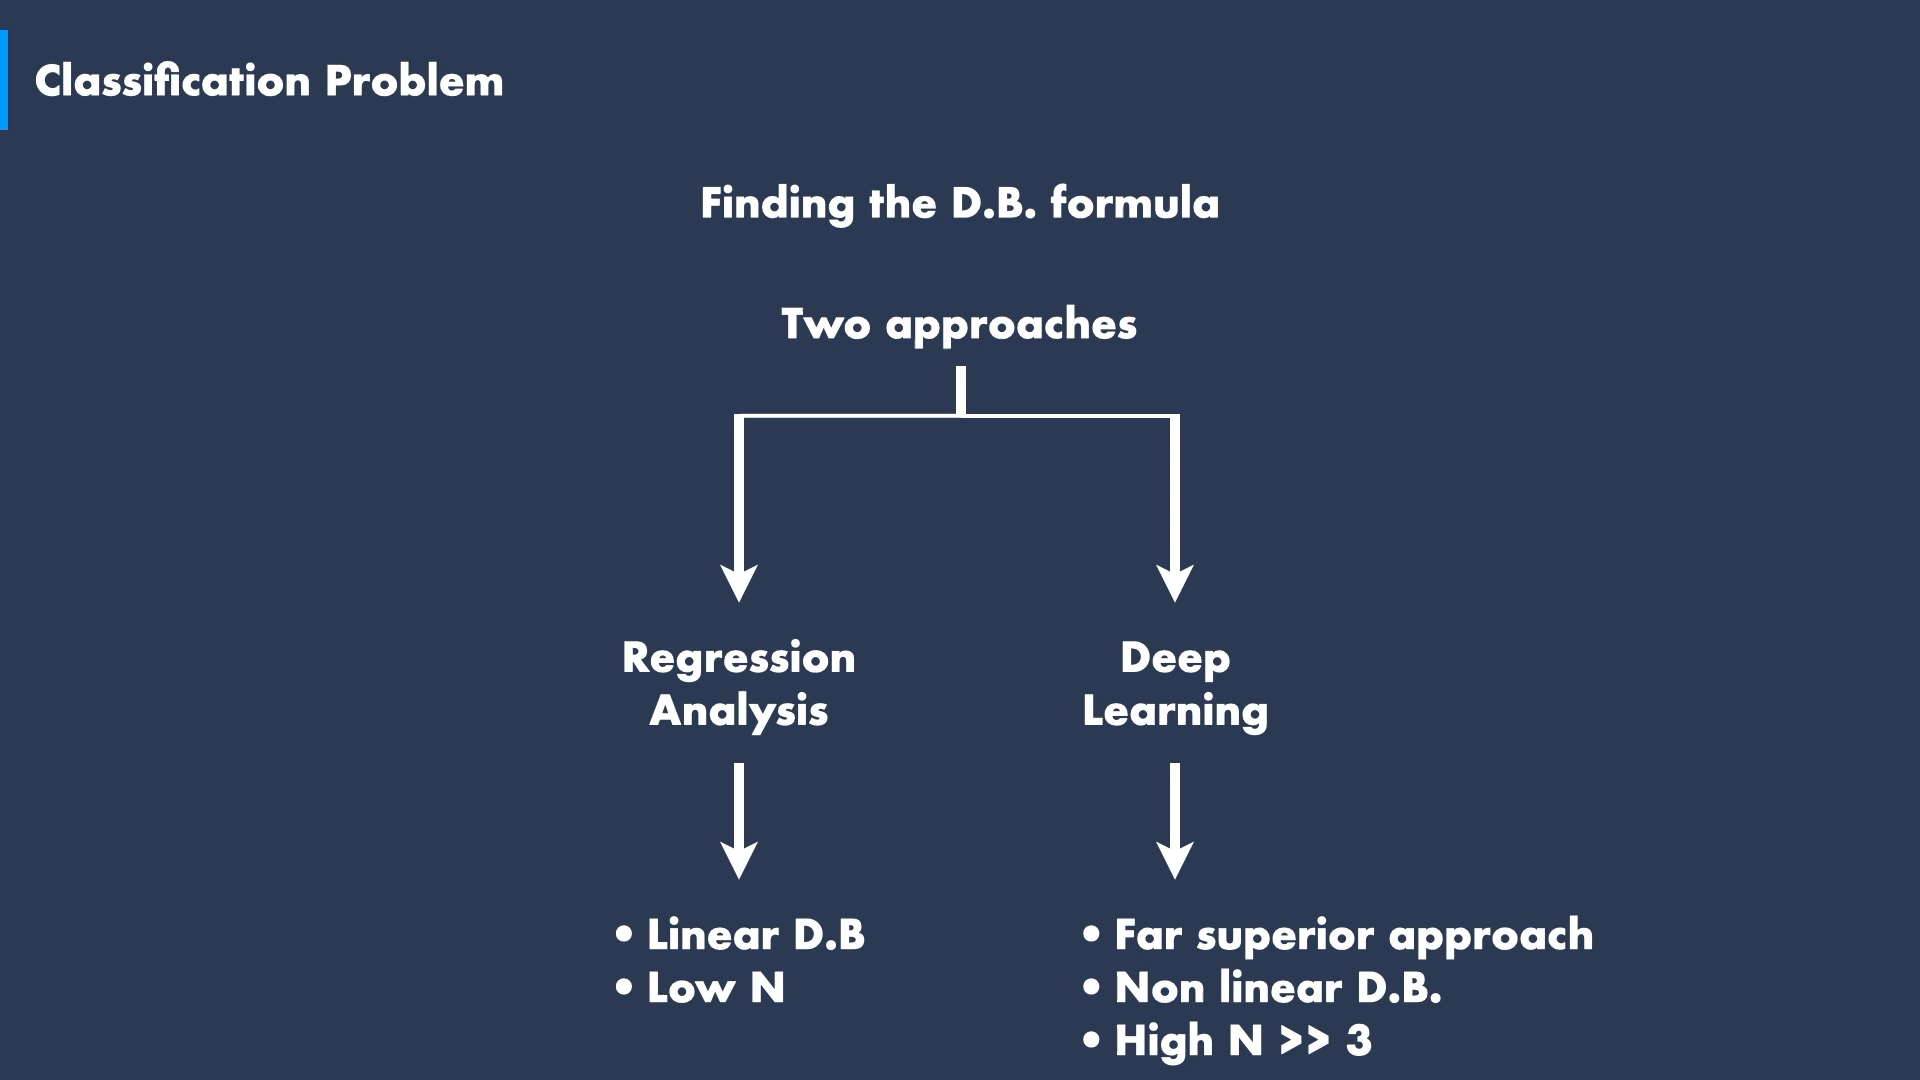 Classification Problem
Finding the D.B. formula
Two approaches
Regression
Analysis
Deep
Learning
• Linear D.B
• Low N
• Far superior approach
• Non linear D.B.
• High N >> 3